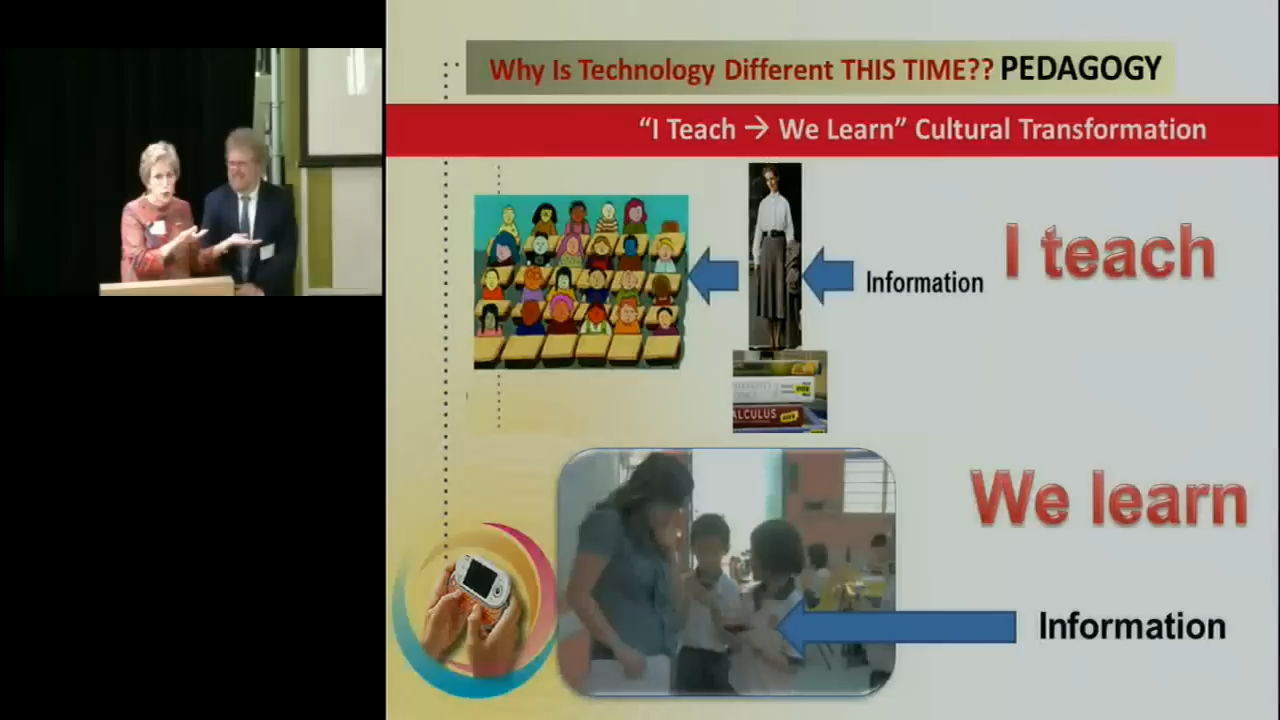 Why Is Technology Different THIS TIME?? PEDAGOGY
“I Teach → We Learn” Cultural Transformation
I teach
Information
ALCULUS
We learn
Information